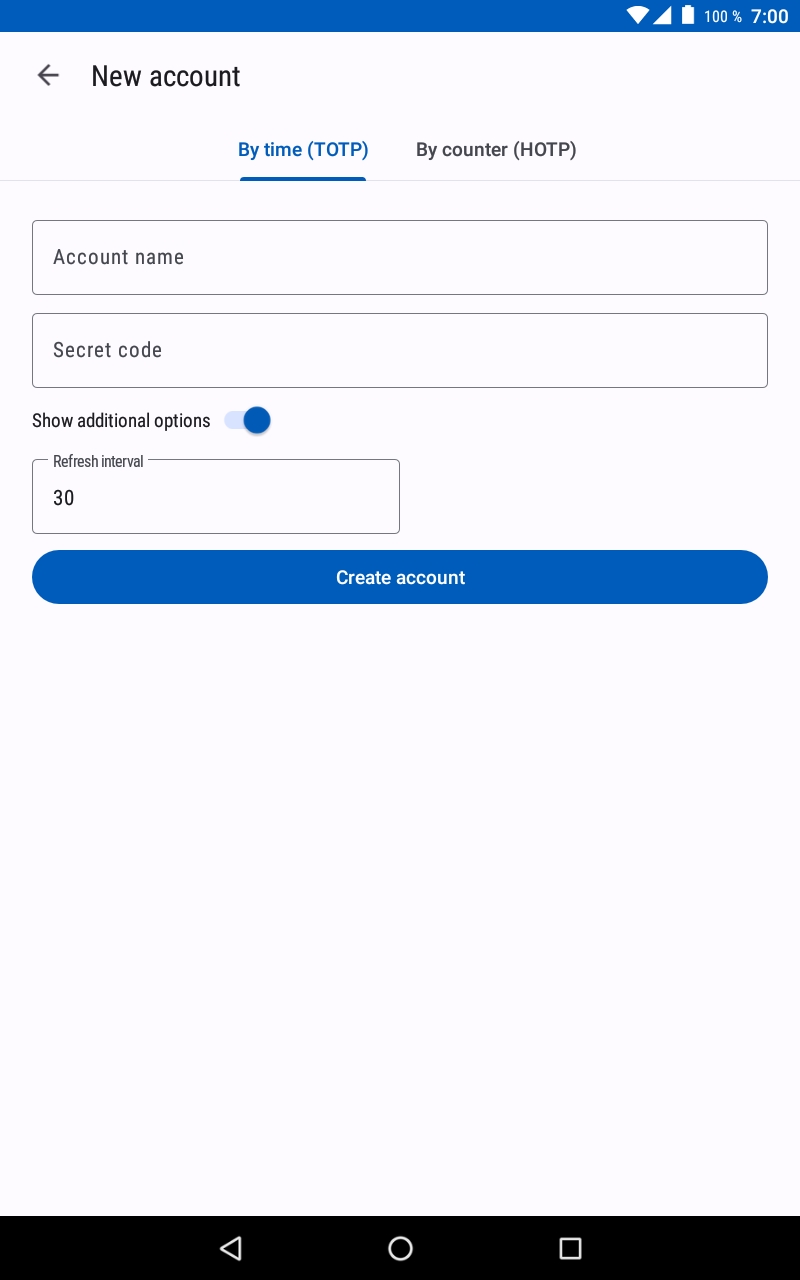 100 % 7:00
New account
By time (TOTP) By counter (HOTP)
Account name
Secret code
Show additional options
Refresh interval
30
Create account